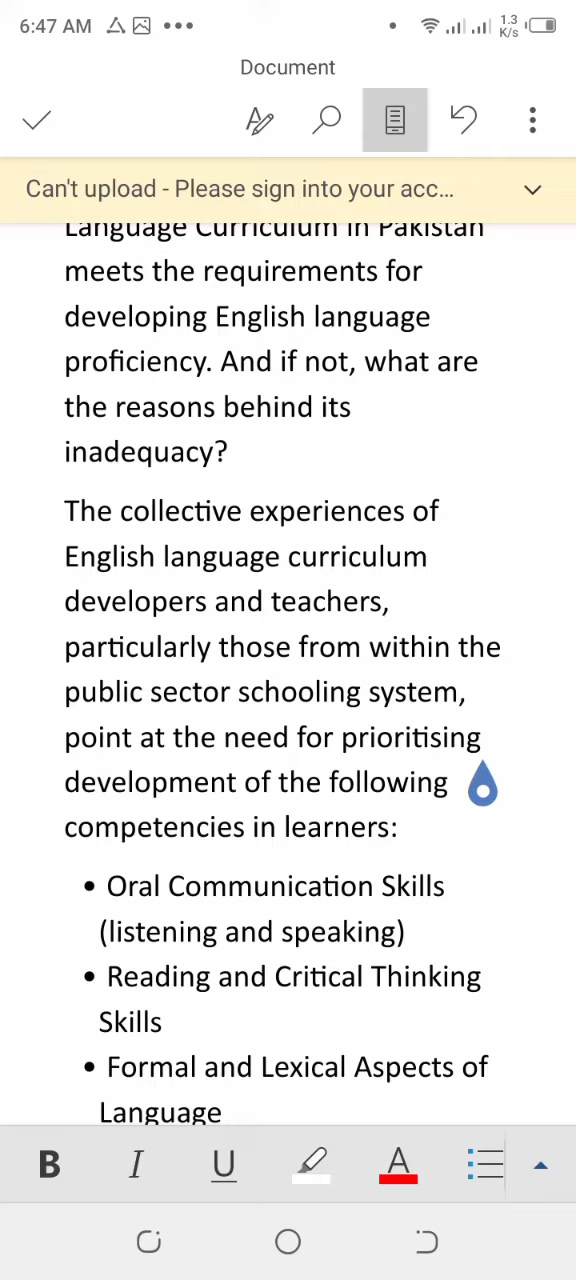 6:47 AM
1.3
K/s
Document
Can't upload - Please sign into your acc...
Language Curriculum in Pakistan
meets the requirements for
developing English language
proficiency. And if not, what are
the reasons behind its
inadequacy?
The collective experiences of
English language curriculum
developers and teachers,
particularly those from within the
public sector schooling system,
point at the need for prioritising
development of the following
competencies in learners:
• Oral Communication Skills
(listening and speaking)
• Reading and Critical Thinking
Skills
• Formal and Lexical Aspects of
Language
B I U A